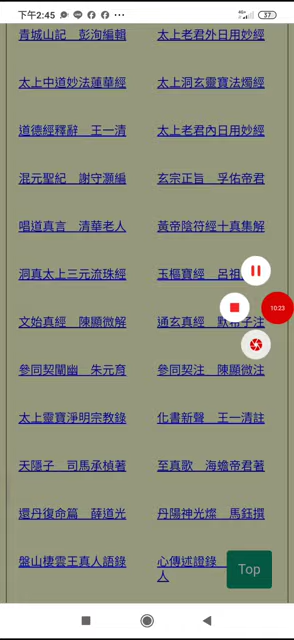 下午2:45
4G+
37
青城山記　彭洵編輯
太上老君外日用妙經
太上中道妙法蓮華經
太上洞玄靈寶法燭經
道德經釋辭　王一清
太上老君內日用妙經
混元聖紀　謝守灝編
玄宗正旨　孚佑帝君
唱道真言　清華老人
黃帝陰符經十真集解
洞真太上三元流珠經
玉樞寶經　呂祖
10:23
文始真經　陳顯微解
通玄真經　默希子注
參同契闡幽　朱元育
參同契注　陳顯微注
太上靈寶淨明宗教錄
化書新聲　王一清註
天隱子　司馬承楨著
至真歌　海蟾帝君著
還丹復命篇　薛道光
丹陽神光燦　馬鈺撰
盤山棲雲王真人語錄
心傳述證錄
人
Top